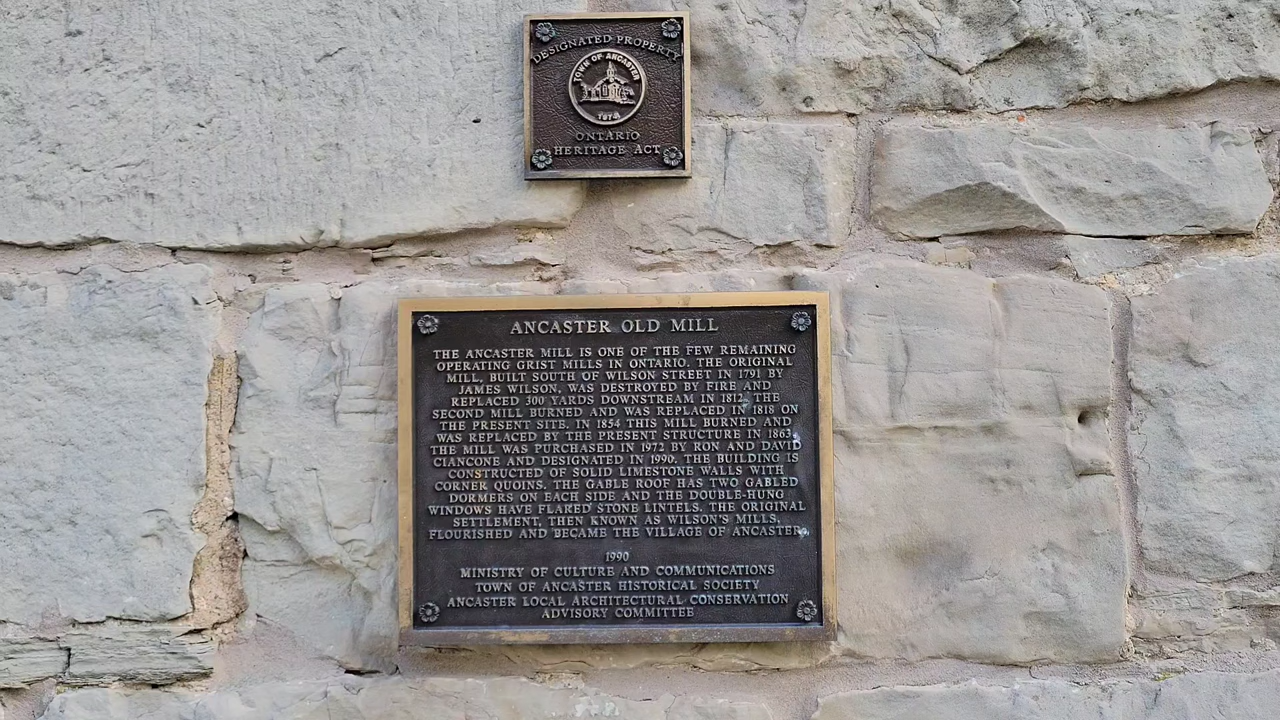 DESIGNATED PROPERTY
TOWN OF ANCASTER
ONTARIO
HERITAGE ACT
ANCASTER OLD MILL
THE ANCASTER MILL IS ONE OF THE FEW REMAINING
OPERATING GRIST MILLS IN ONTARIO. THE ORIGINAL
MILL, BUILT SOUTH OF WILSON STREET IN 1791 BY
JAMES WILSON, WAS DESTROYED BY FIRE AND
REPLACED 300 YARDS DOWNSTREAM IN 1812. THE
SECOND MILL BURNED AND WAS REPLACED IN 1818 ON
THE PRESENT SITE. IN 1854 THIS MILL BURNED AND
WAS REPLACED BY THE PRESENT STRUCTURE IN 1863.
THE MILL WAS PURCHASED IN 1972 BY RON AND DAVID
CIANCONE AND DESIGNATED IN 1990. THE BUILDING IS
CONSTRUCTED OF SOLID LIMESTONE WALLS WITH
CORNER QUOINS. THE GABLE ROOF HAS TWO GABLED
DORMERS ON EACH SIDE AND THE DOUBLE-HUNG
WINDOWS HAVE FLARED STONE LINTELS. THE ORIGINAL
SETTLEMENT, THEN KNOWN AS WILSON'S MILLS,
FLOURISHED AND BECAME THE VILLAGE OF ANCASTER.
1990
MINISTRY OF CULTURE AND COMMUNICATIONS
TOWN OF ANCASTER HISTORICAL SOCIETY
ANCASTER LOCAL ARCHITECTURAL CONSERVATION
ADVISORY COMMITTEE